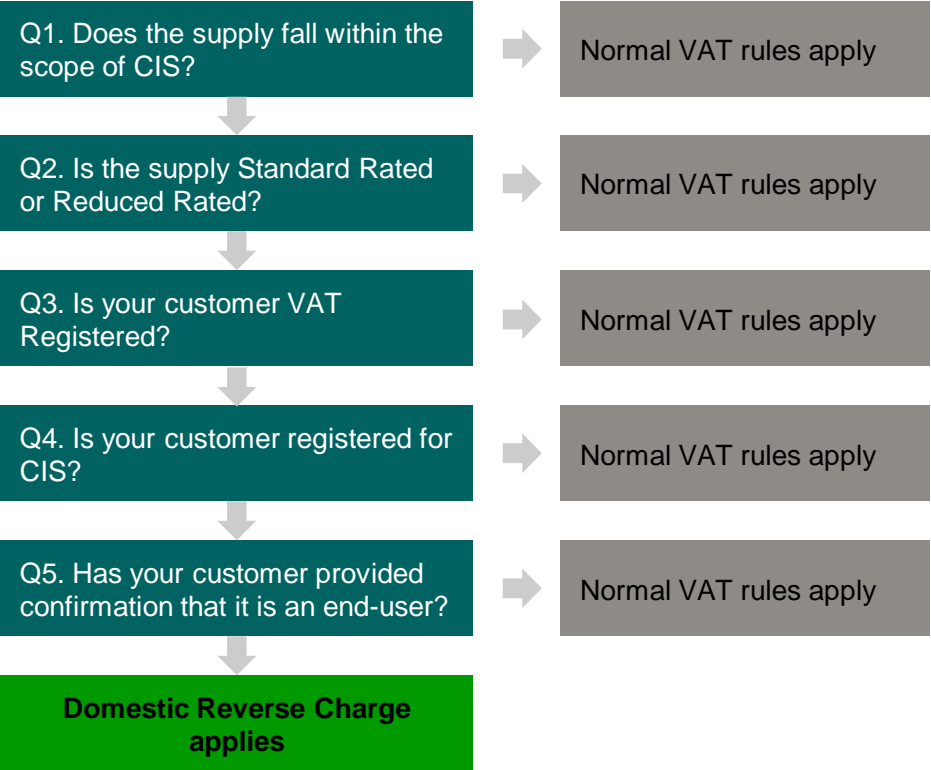 Q1. Does the supply fall within the
scope of CIS?
Normal VAT rules apply
Q2. Is the supply Standard Rated
or Reduced Rated?
Normal VAT rules apply
Q3. Is your customer VAT
Registered?
Normal VAT rules apply
Q4. Is your customer registered for
CIS?
Normal VAT rules apply
Q5. Has your customer provided
confirmation that it is an end-user?
Normal VAT rules apply
Domestic Reverse Charge
applies